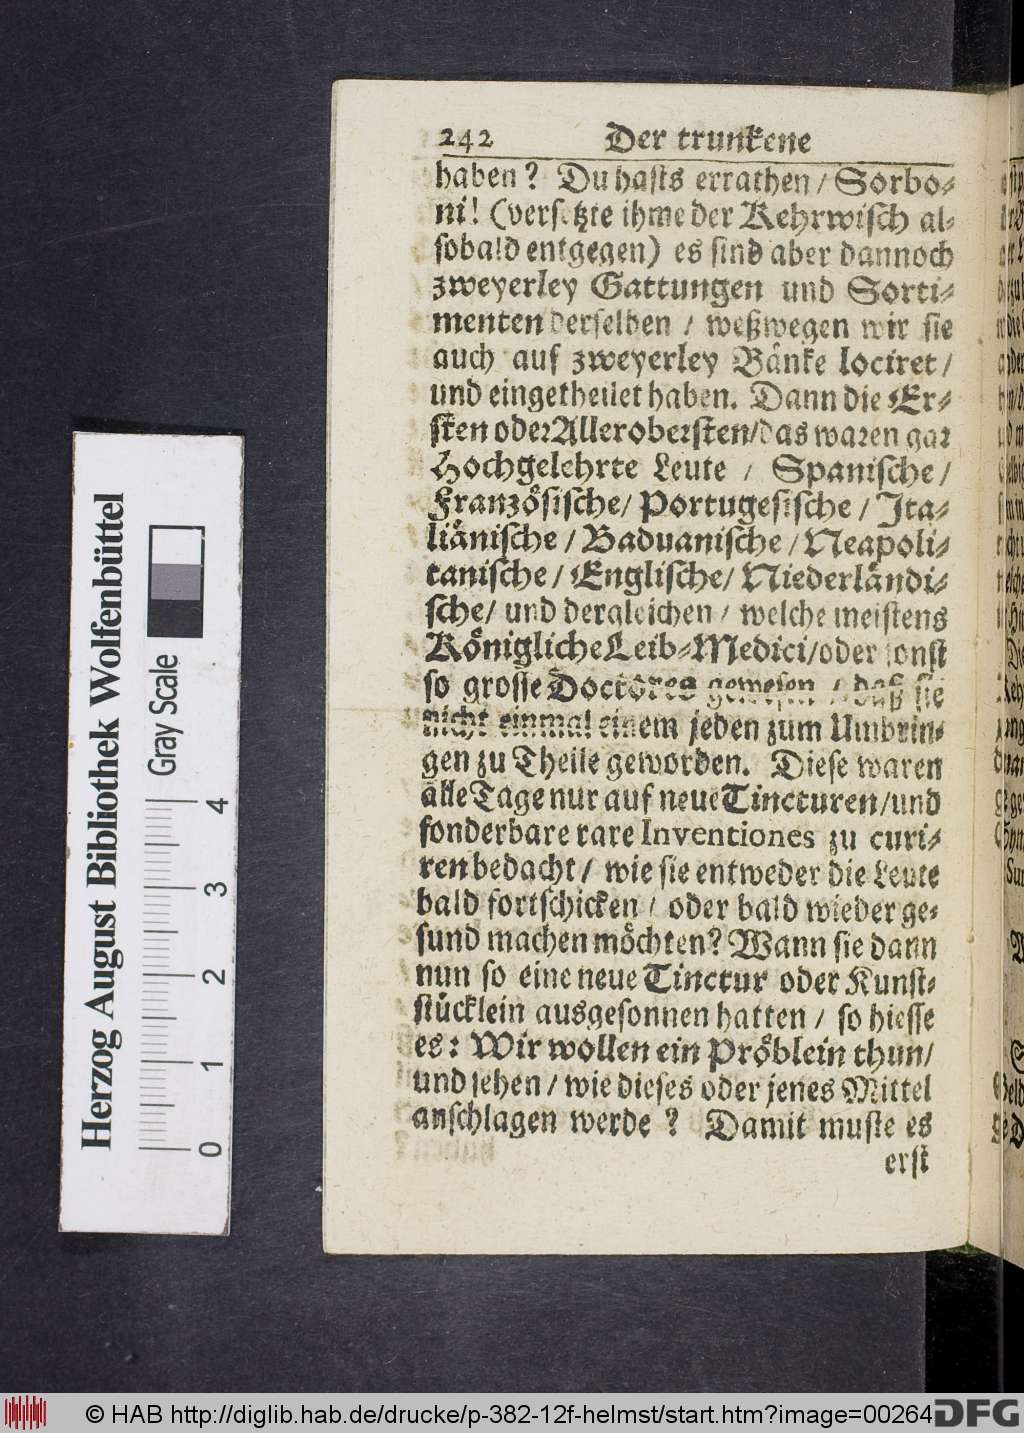 242 Der trunkene
haben? Du hasts errathen / Sorbo-
ni! (versetzte ihme der Kehrwisch al-
sobald entgegen) es sind aber dannoch
zweyerley Gattungen und Sorti-
menten derselben / weßwegen wir sie
auch auf zweyerley Bänke lociret /
und eingetheilet haben. Dann die Er-
sten oder Allerobersten / das waren gar
Hochgelehrte Leute / Spanische /
Französische / Portugesische / Ita-
liänische / Baduanische / Neapoli-
tanische / Englische / Niederländi-
sche / und dergleichen / welche meistens
Königliche Leib-Medici / oder sonst
so grosse Doctores gewesen / daß sie
nicht einmal einem jeden zum Umbrin-
gen zu Theile geworden. Diese waren
alle Tage nur auf neue Tincturen / und
sonderbare rare Inventiones zu curi-
ren bedacht / wie sie entweder die Leute
bald fortschicken / oder bald wieder ge-
sund machen möchten? Wann sie dann
nun so eine neue Tinctur oder Kunst-
stücklein ausgesonnen hatten / so hiesse
es: Wir wollen ein Pröblein thun /
und sehen / wie dieses oder jenes Mittel
anschlagen werde? Damit muste es
erst
Herzog August Bibliothek Wolfenbüttel
Gray Scale
0 1 2 3 4
© HAB http://diglib.hab.de/drucke/p-382-12f-helmst/start.htm?image=00264
DFG